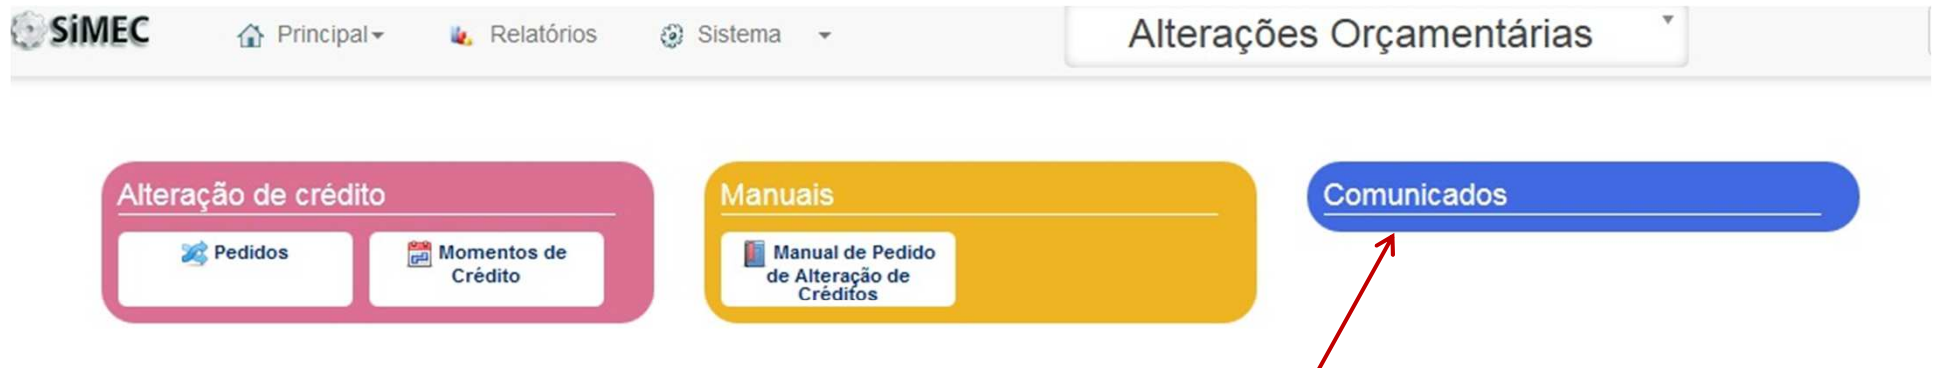 SiMEC Principal Relatórios Sistema Alterações Orçamentárias
Alteração de crédito
Pedidos
Momentos de
Crédito
Manuais
Manual de Pedido
de Alteração de
Créditos
Comunicados